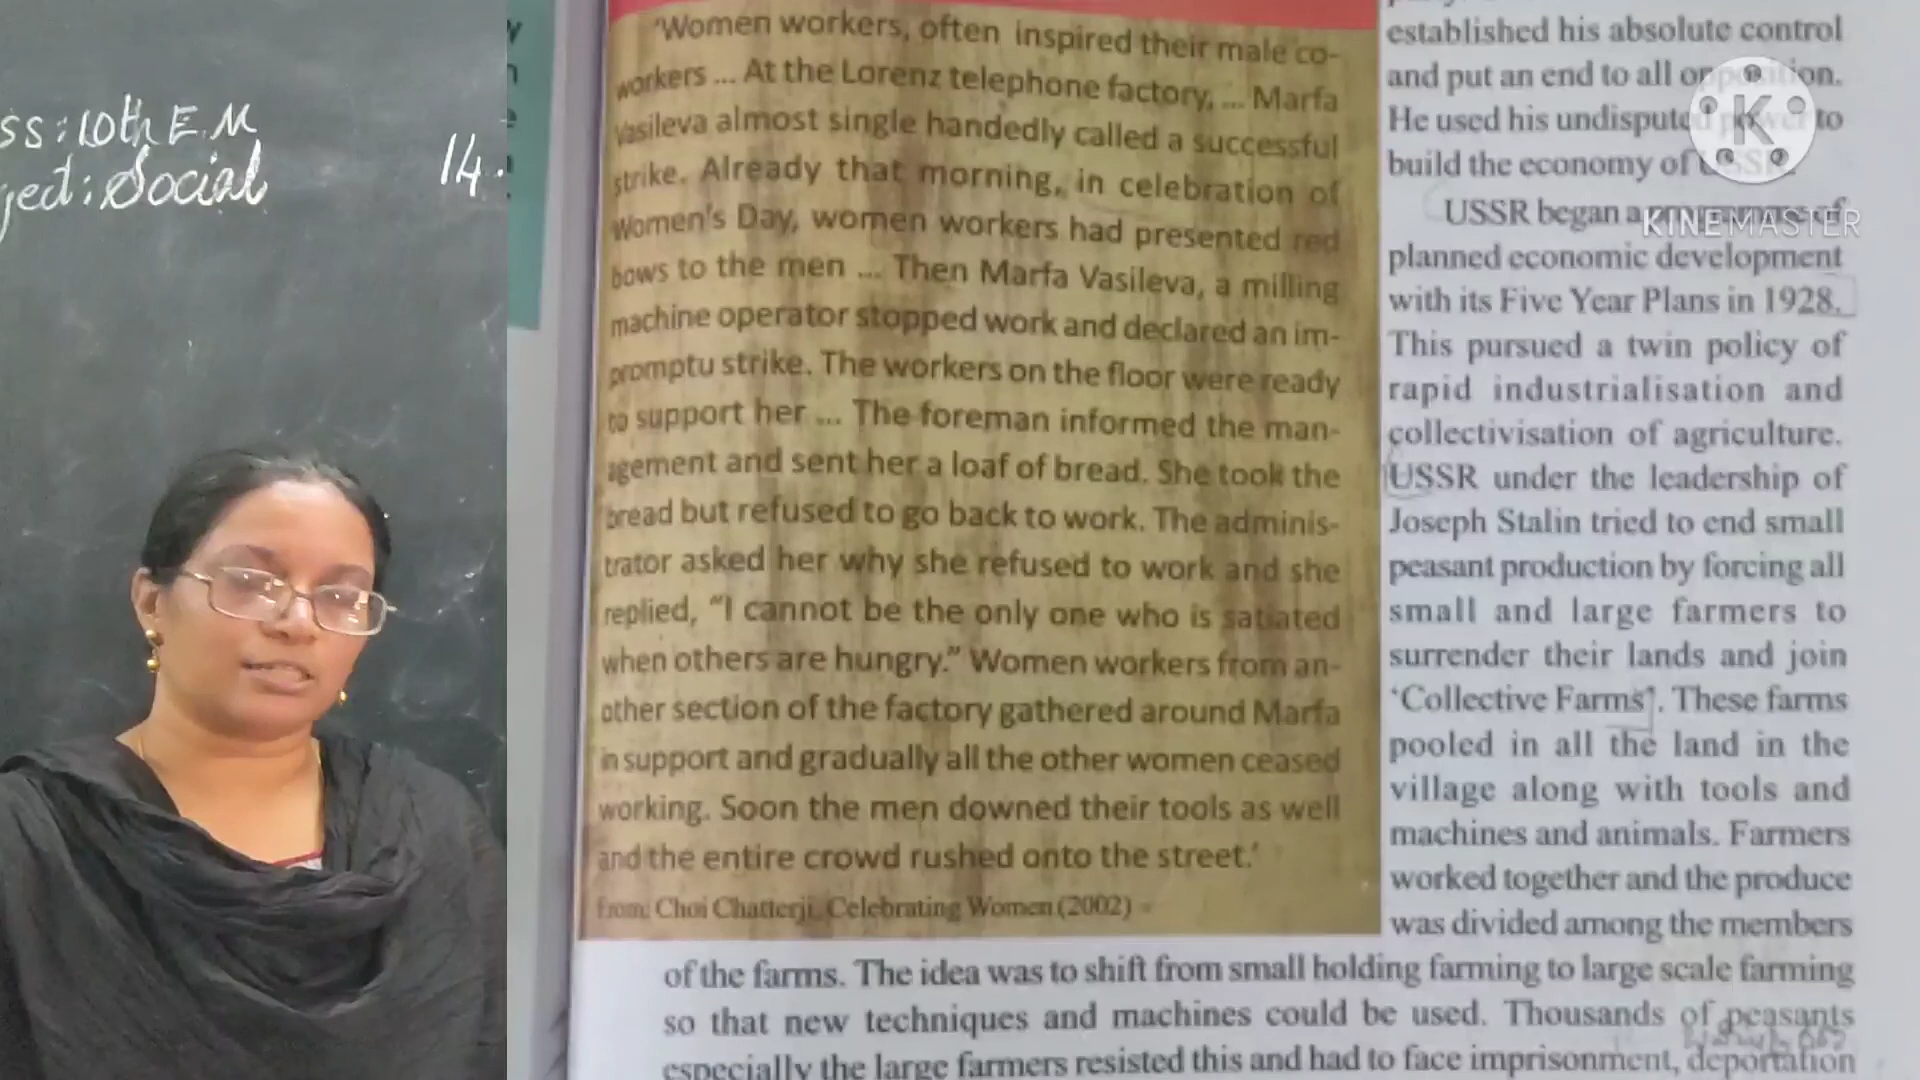 ss: 10th E.M
ject: Social
14.
'Women workers, often inspired their male co-
workers ... At the Lorenz telephone factory, ... Marfa
Vasileva almost single handedly called a successful
strike. Already that morning, in celebration of
Women's Day, women workers had presented red
bows to the men ... Then Marfa Vasileva, a milling
machine operator stopped work and declared an im-
promptu strike. The workers on the floor were ready
to support her ... The foreman informed the man-
agement and sent her a loaf of bread. She took the
bread but refused to go back to work. The adminis-
trator asked her why she refused to work and she
replied, "I cannot be the only one who is satiated
when others are hungry." Women workers from an-
other section of the factory gathered around Marfa
in support and gradually all the other women ceased
working. Soon the men downed their tools as well
and the entire crowd rushed onto the street.'
from: Choi Chatterji, Celebrating Women (2002)
established his absolute control
and put an end to all opposition.
He used his undisputed power to
build the economy of USSR.
USSR began a programme of
planned economic development
with its Five Year Plans in 1928.
This pursued a twin policy of
rapid industrialisation and
collectivisation of agriculture.
USSR under the leadership of
Joseph Stalin tried to end small
peasant production by forcing all
small and large farmers to
surrender their lands and join
'Collective Farms'. These farms
pooled in all the land in the
village along with tools and
machines and animals. Farmers
worked together and the produce
was divided among the members
of the farms. The idea was to shift from small holding farming to large scale farming
so that new techniques and machines could be used. Thousands of peasants
especially the large farmers resisted this and had to face imprisonment, deportation
K
KINEMASTER